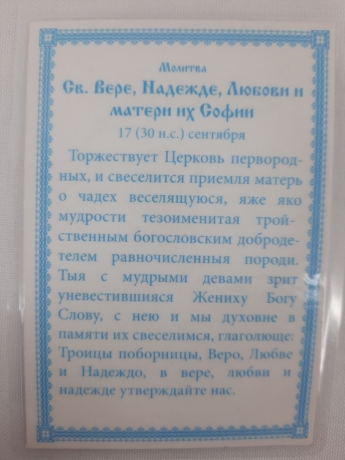 Молитва
Св. Вере, Надежде, Любови и
матери их Софии
17 (30 н.с.) сентября
Торжествует Церковь первород-
ных, и свеселится приемля матерь
о чадех веселящуюся, яже яко
мудрости тезоименитая трой-
ственным богословским доброде-
телем равночисленныя породи.
Тыя с мудрыми девами зрит
уневестившияся Жениху Богу
Слову, с нею и мы духовне в
памяти их свеселимся, глаголюще:
Троицы поборницы, Веро, Любве
и Надеждо, в вере, любви и
надежде утверждайте нас.